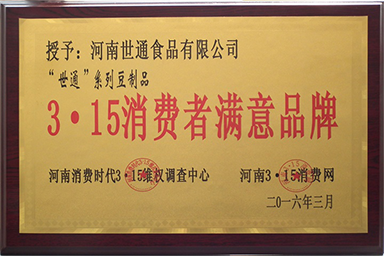 授予：河南世通食品有限公司
“世通”系列豆制品
3·15消费者满意品牌
河南消费时代3·15维权调查中心 河南3·15消费网
二○一六年三月